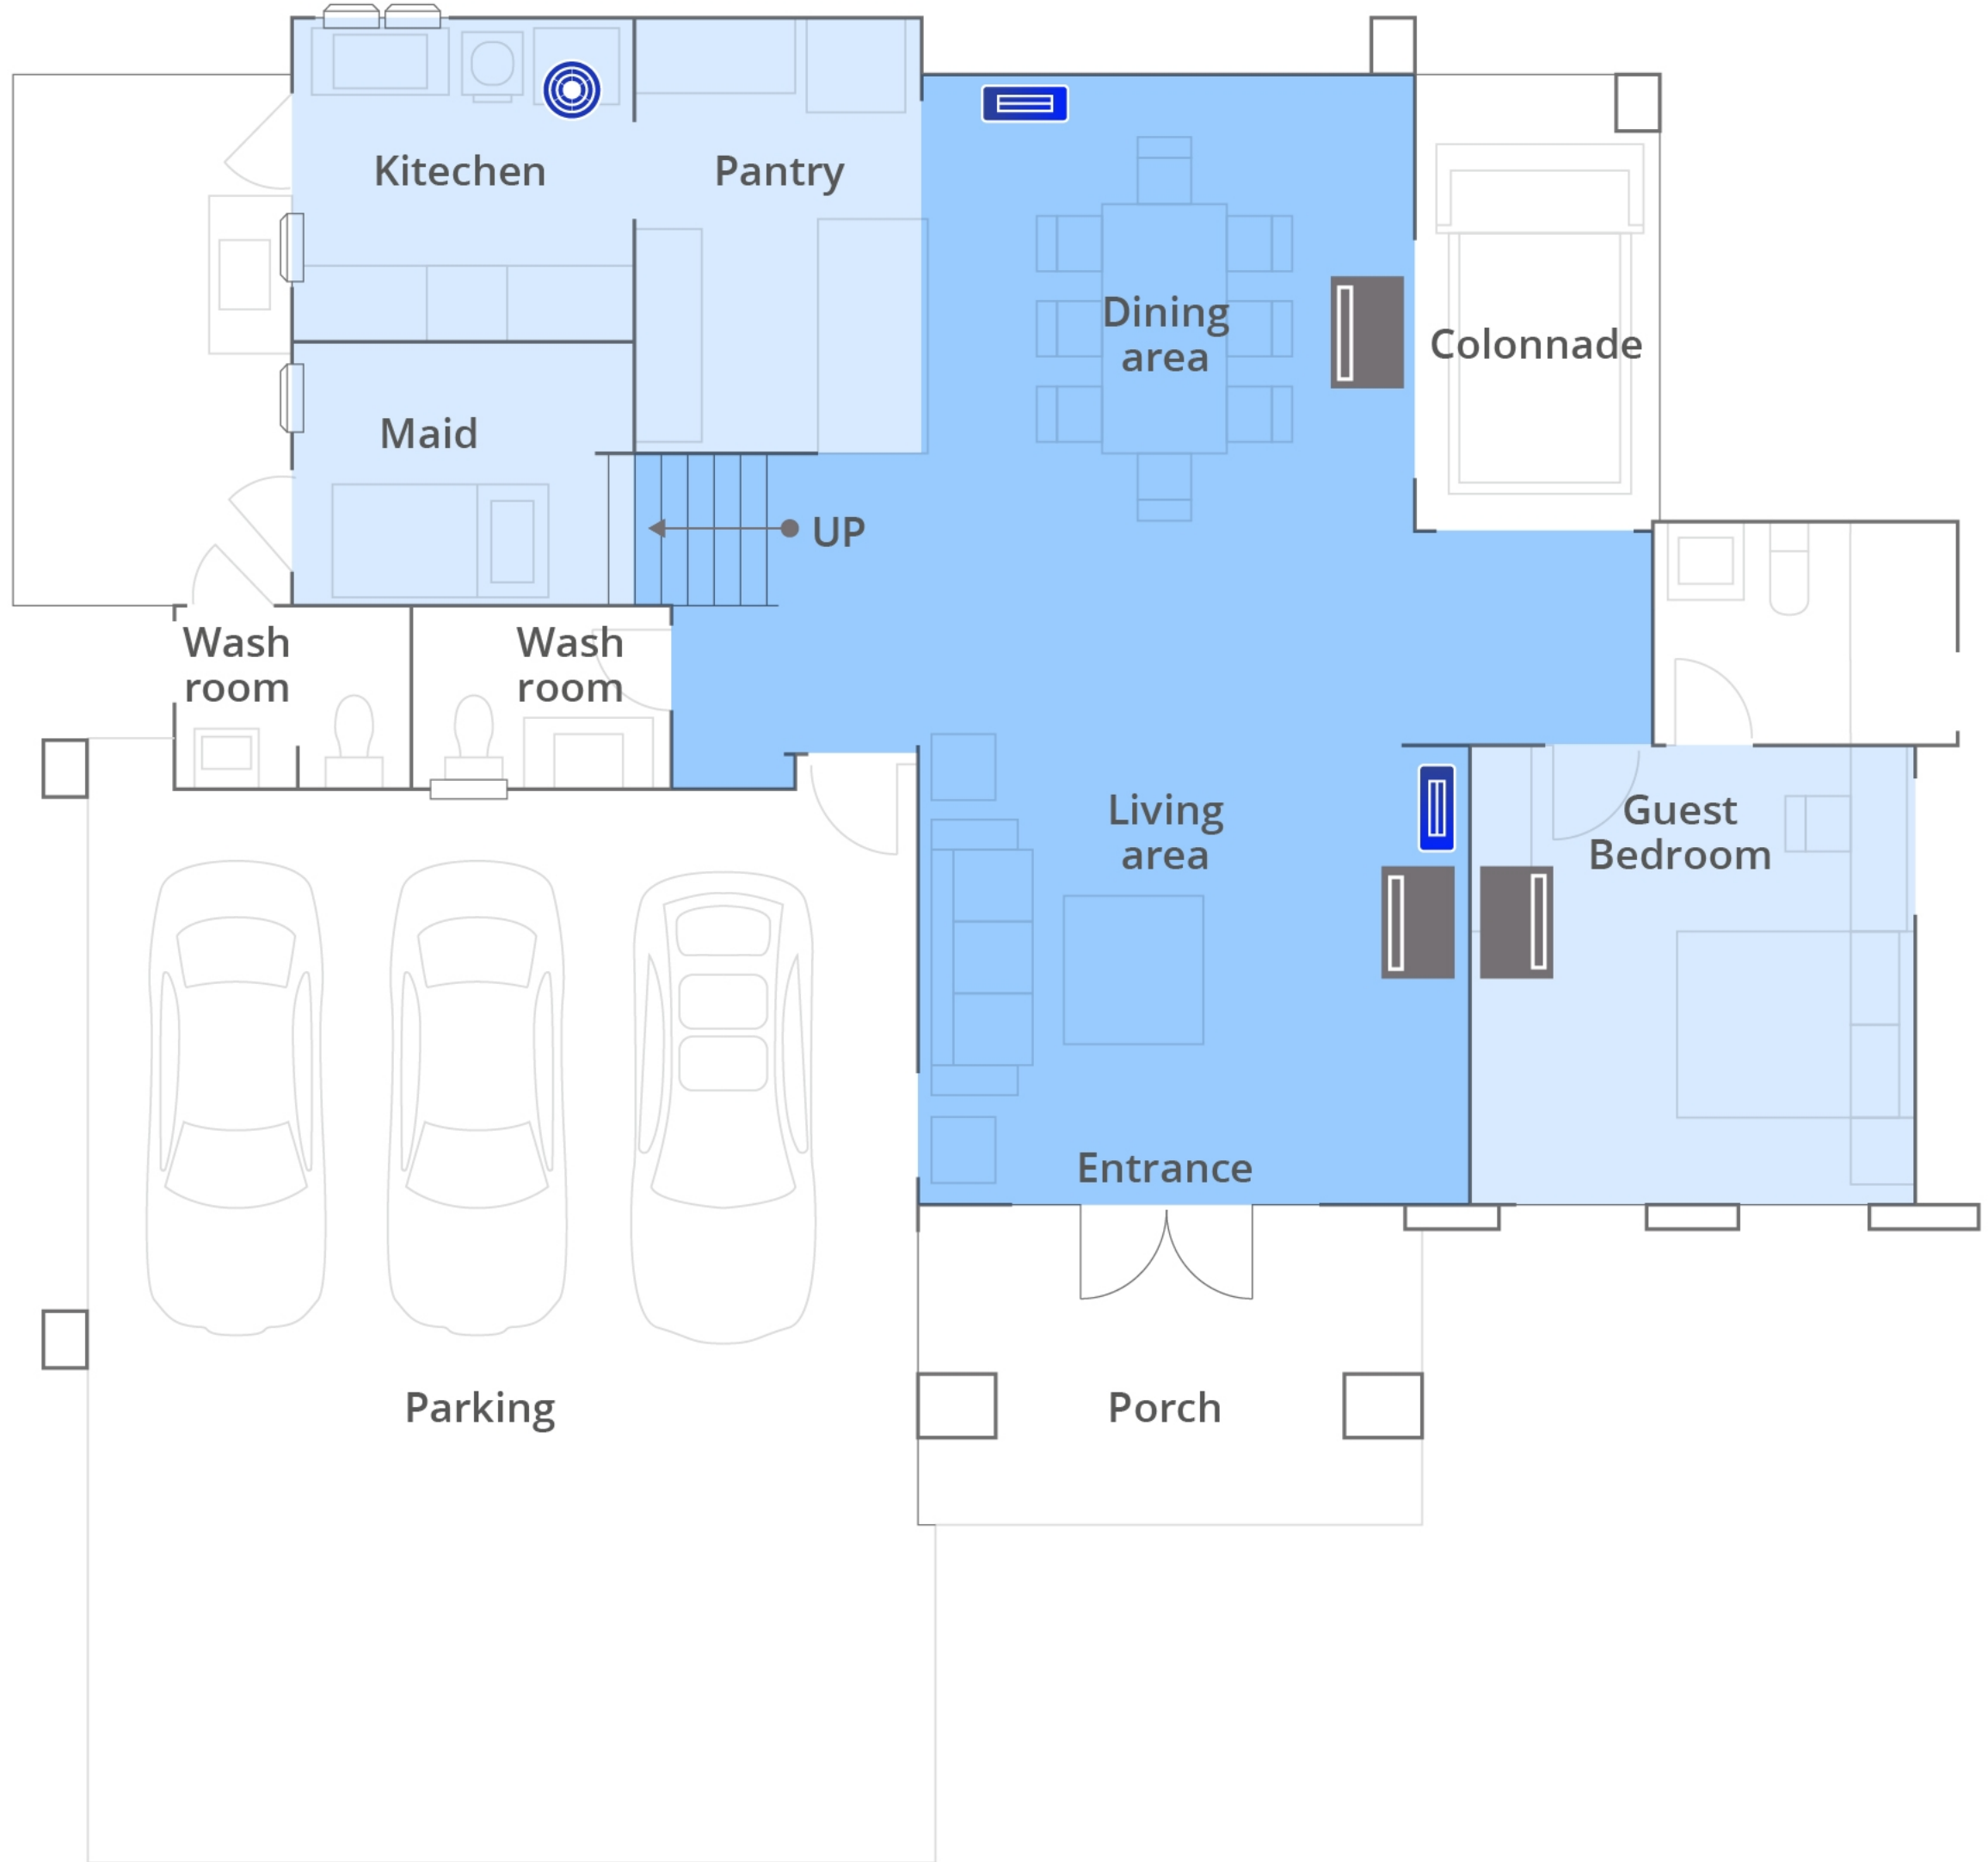 Kitechen
Pantry
Dining
area
Colonnade
Maid
UP
Wash
room
Wash
room
Living
area
Guest
Bedroom
Entrance
Parking
Porch